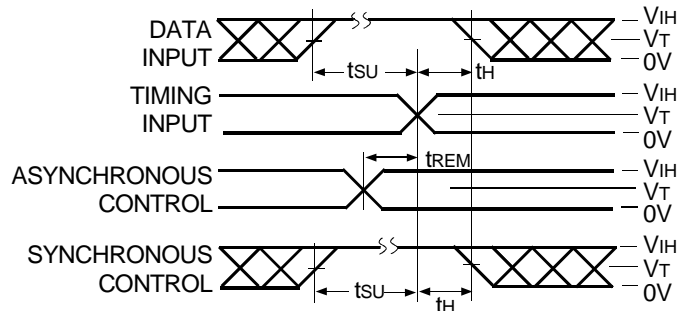 DATA
INPUT
VIH
VT
0V
tSU
tH
TIMING
INPUT
VIH
VT
0V
tREM
ASYNCHRONOUS
CONTROL
VIH
VT
0V
SYNCHRONOUS
CONTROL
VIH
VT
0V
tSU
tH